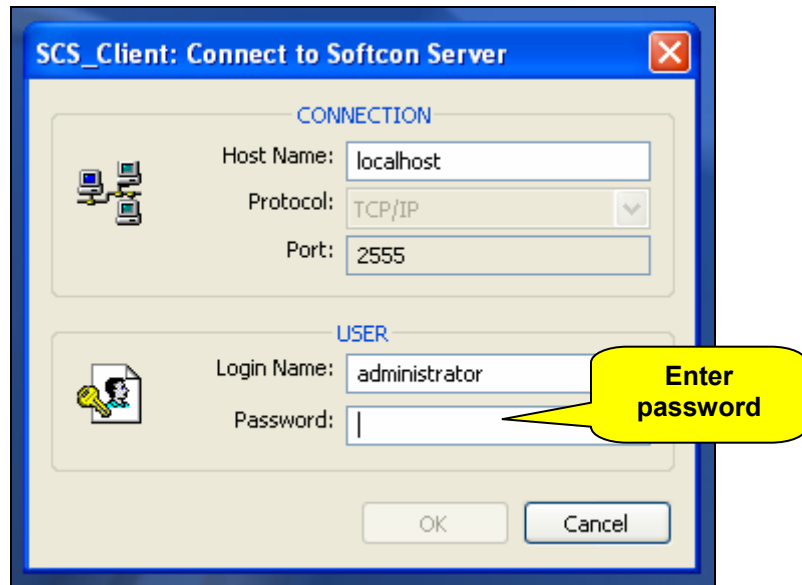 SCS_Client: Connect to Softcon Server
CONNECTION
Host Name: localhost
Protocol: TCP/IP
Port: 2555
USER
Login Name: administrator
Password:
Enter
password
OK Cancel